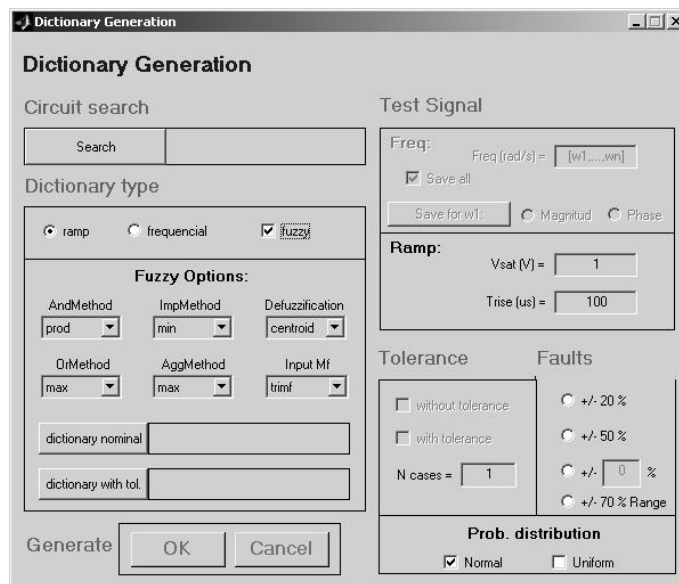 Dictionary Generation
Dictionary Generation
Circuit search
Search
Dictionary type
ramp
frequencial
fuzzy
Fuzzy Options:
AndMethod
ImpMethod
Defuzzification
prod
min
centroid
OrMethod
AggMethod
Input Mf
max
max
trimf
dictionary nominal
dictionary with tol.
Generate
OK
Cancel
Test Signal
Freq:
Freq (rad/s) =
[w1,...,wn]
Save all
Save for w1:
Magnitud
Phase
Ramp:
Vsat (V) =
1
Trise (us) =
100
Tolerance
without tolerance
with tolerance
N cases =
1
Faults
+/- 20 %
+/- 50 %
+/-
0
%
+/- 70 % Range
Prob. distribution
Normal
Uniform